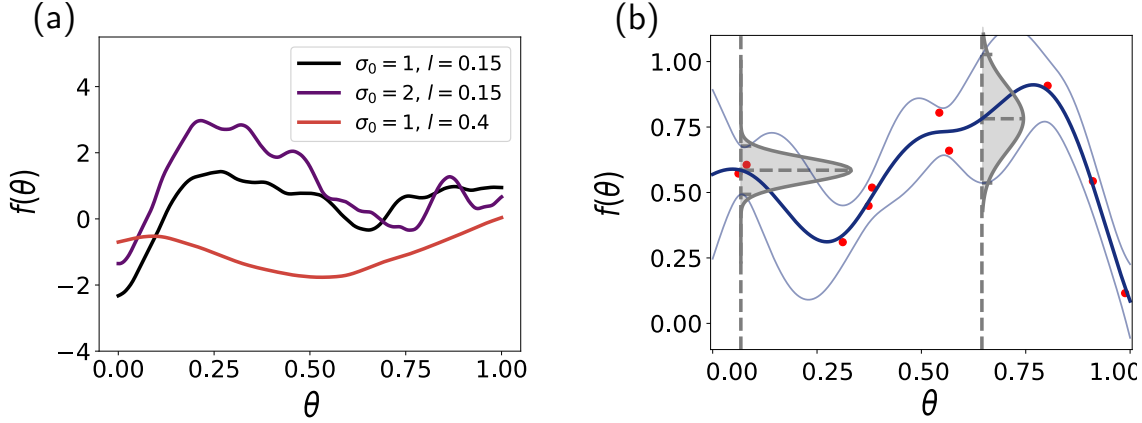 (a)
f(θ)
4
2
0
−2
−4
σ₀ = 1, l = 0.15
σ₀ = 2, l = 0.15
σ₀ = 1, l = 0.4
0.00 0.25 0.50 0.75 1.00
θ
(b)
f(θ)
1.00
0.75
0.50
0.25
0.00
0.00 0.25 0.50 0.75 1.00
θ